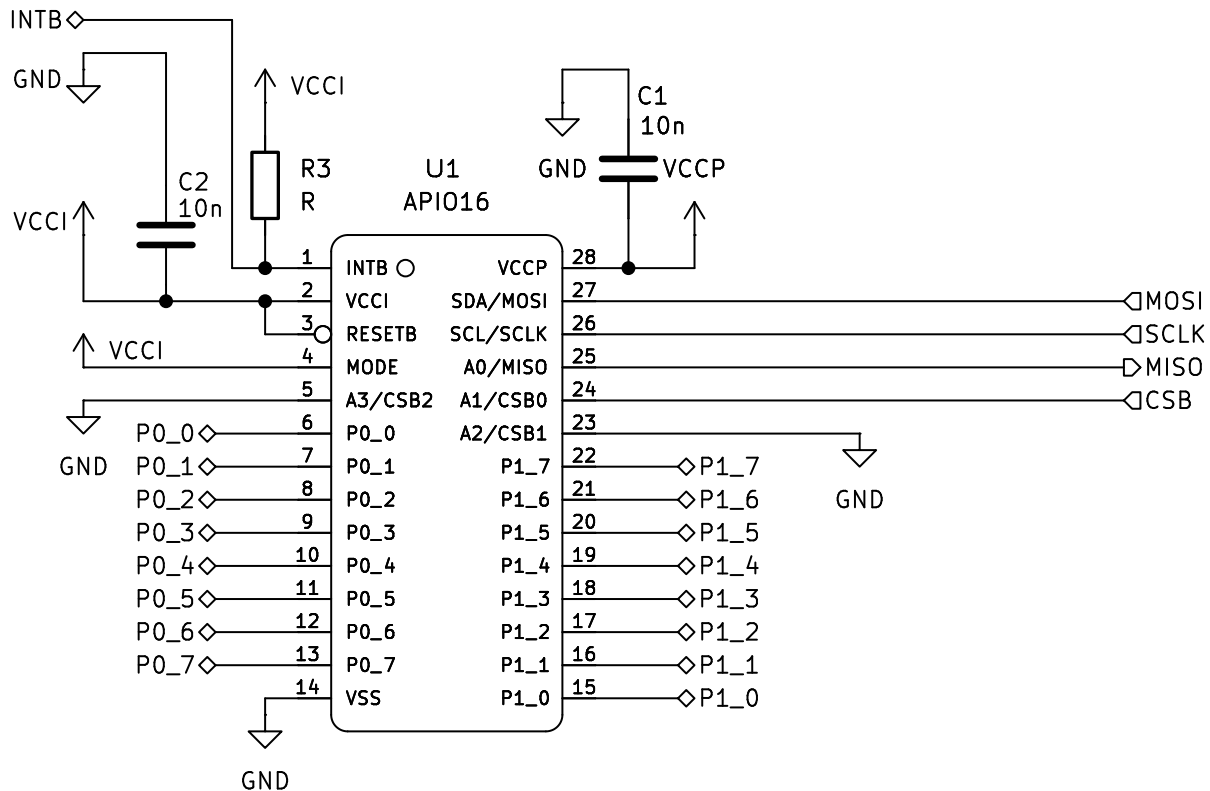 INTB
GND
VCCI
C1
10n
R3
R
U1
APIO16
GND
VCCP
C2
10n
VCCI
1 INTB VCCP 28
2 VCCI SDA/MOSI 27 MOSI
3 RESETB SCL/SCLK 26 SCLK
VCCI
4 MODE A0/MISO 25 MISO
5 A3/CSB2 A1/CSB0 24 CSB
P0_0 6 P0_0 A2/CSB1 23
GND
P0_1 7 P0_1 P1_7 22 P1_7
P0_2 8 P0_2 P1_6 21 P1_6
GND
P0_3 9 P0_3 P1_5 20 P1_5
P0_4 10 P0_4 P1_4 19 P1_4
P0_5 11 P0_5 P1_3 18 P1_3
P0_6 12 P0_6 P1_2 17 P1_2
P0_7 13 P0_7 P1_1 16 P1_1
14 VSS P1_0 15 P1_0
GND